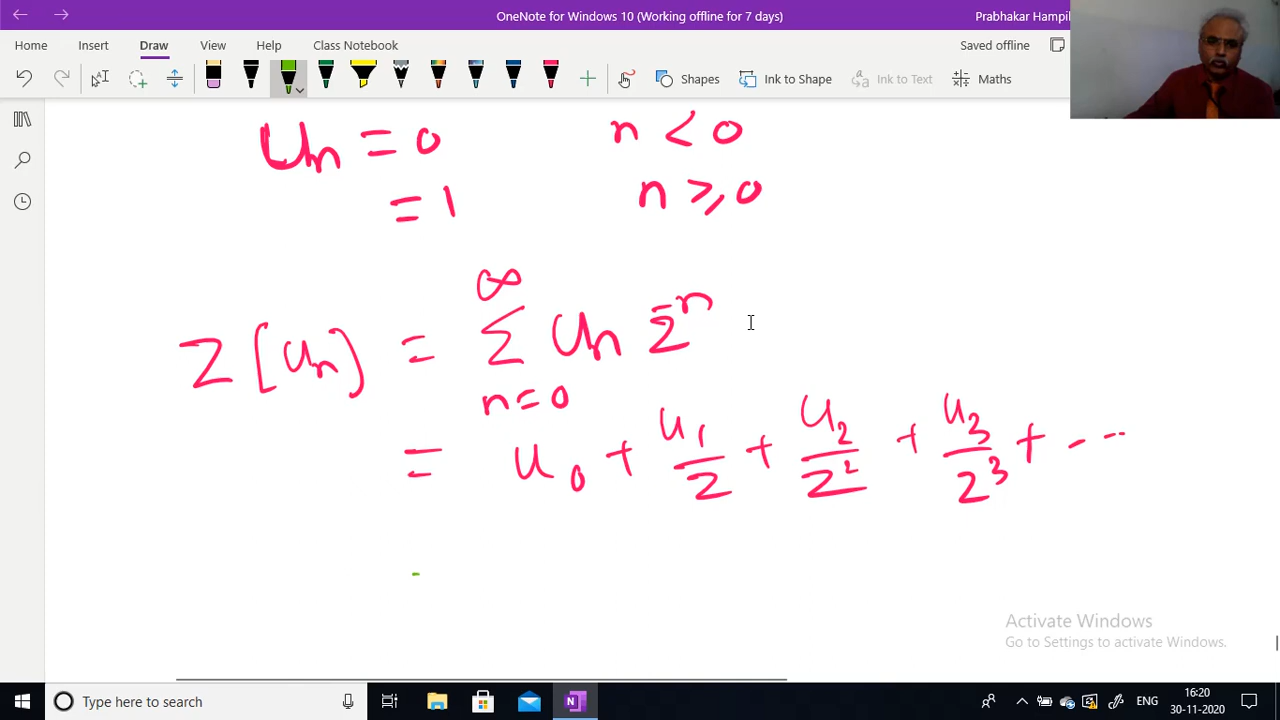 OneNote for Windows 10 (Working offline for 7 days)
Prabhakar Hampil
Home Insert Draw View Help Class Notebook Saved offline
Shapes Ink to Shape Ink to Text Maths
Uₙ = 0 n < 0
= 1 n ≥ 0
∞
Z [Uₙ] = Σ Uₙ z⁻ⁿ
n=0
= u₀ + u₁/z + u₂/z² + u₃/z³ + ...
Activate Windows
Go to Settings to activate Windows.
Type here to search
ENG
16:20
30-11-2020